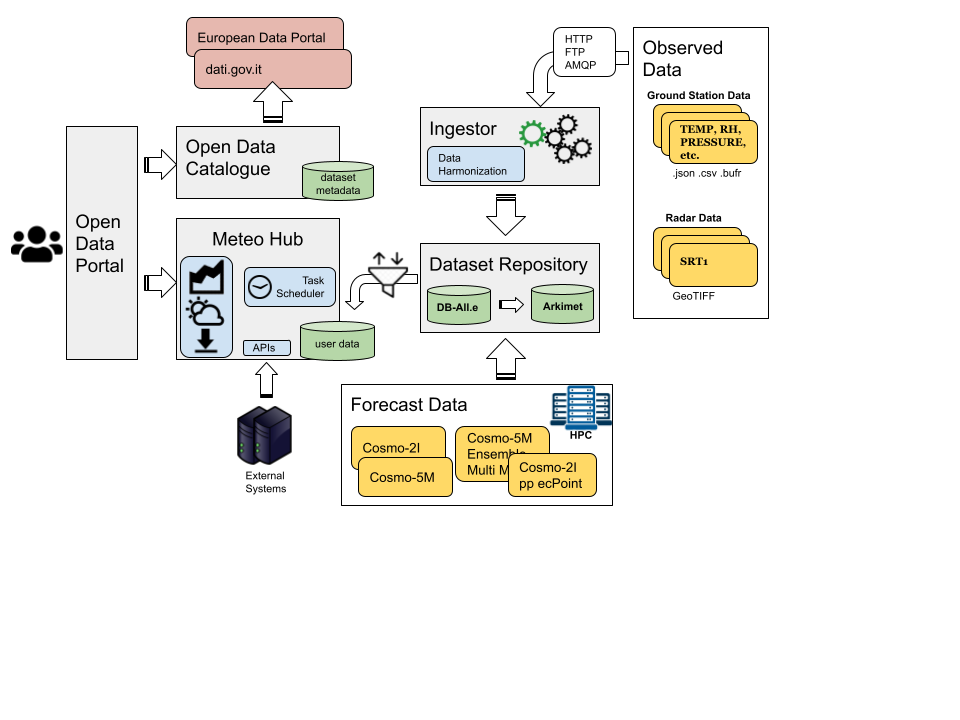 European Data Portal
dati.gov.it
Open
Data
Portal
Open Data
Catalogue
dataset
metadata
Meteo Hub
Task
Scheduler
APIs
user data
External
Systems
HTTP
FTP
AMQP
Ingestor
Data
Harmonization
Dataset Repository
DB-All.e
Arkimet
Forecast Data
HPC
Cosmo-2I
Cosmo-5M
Cosmo-5M
Ensemble
Multi M
Cosmo-2I
pp ecPoint
Observed
Data
Ground Station Data
TEMP, RH,
PRESSURE,
etc.
.json .csv .bufr
Radar Data
SRT1
GeoTIFF